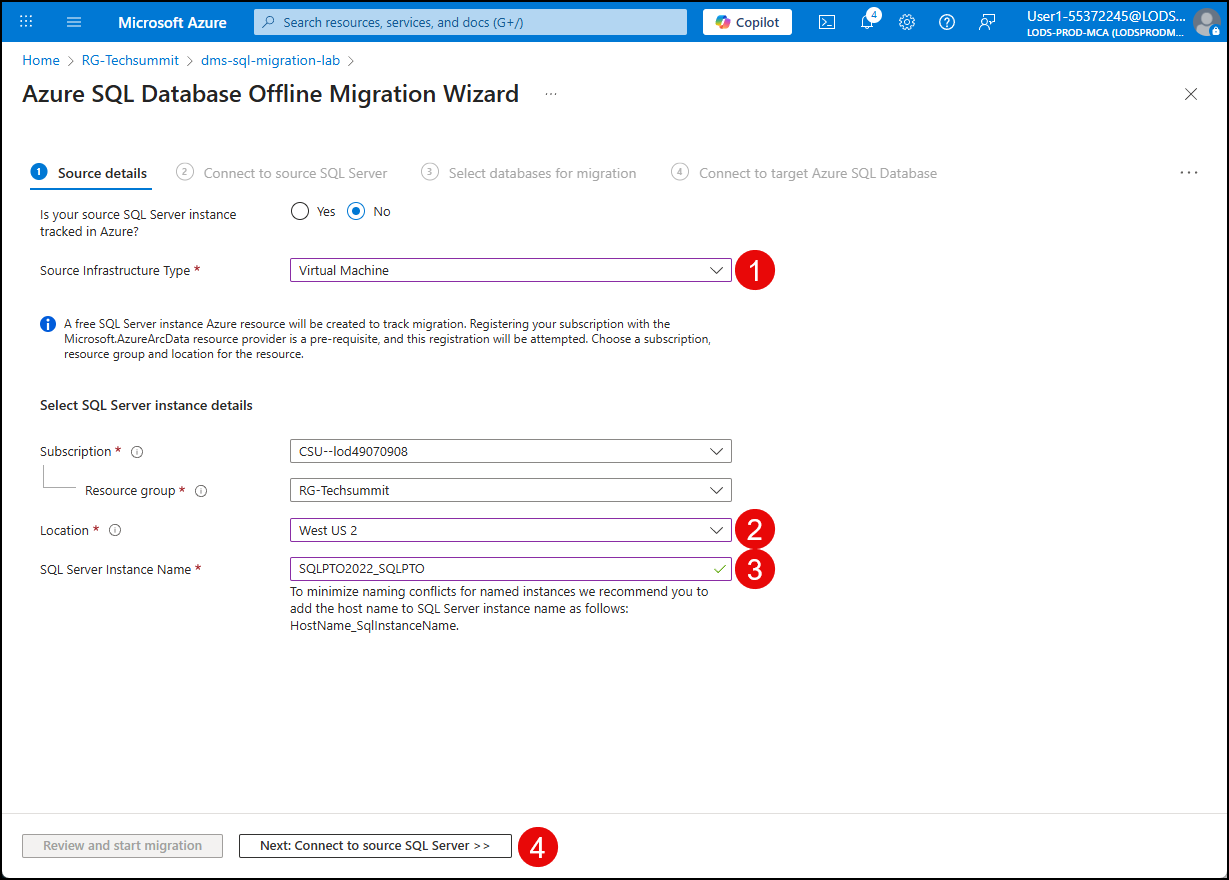 Microsoft Azure
Search resources, services, and docs (G+/)
Copilot
4
User1-55372245@LODS...
LODS-PROD-MCA (LODSPRODM...
Home > RG-Techsummit > dms-sql-migration-lab >
Azure SQL Database Offline Migration Wizard ...
1 Source details
2 Connect to source SQL Server
3 Select databases for migration
4 Connect to target Azure SQL Database
...
Is your source SQL Server instance
tracked in Azure?
Yes
No
Source Infrastructure Type *
Virtual Machine
1
A free SQL Server instance Azure resource will be created to track migration. Registering your subscription with the
Microsoft.AzureArcData resource provider is a pre-requisite, and this registration will be attempted. Choose a subscription,
resource group and location for the resource.
Select SQL Server instance details
Subscription *
CSU--lod49070908
Resource group *
RG-Techsummit
Location *
West US 2
2
SQL Server Instance Name *
SQLPTO2022_SQLPTO
3
To minimize naming conflicts for named instances we recommend you to
add the host name to SQL Server instance name as follows:
HostName_SqlInstanceName.
Review and start migration
Next: Connect to source SQL Server >>
4